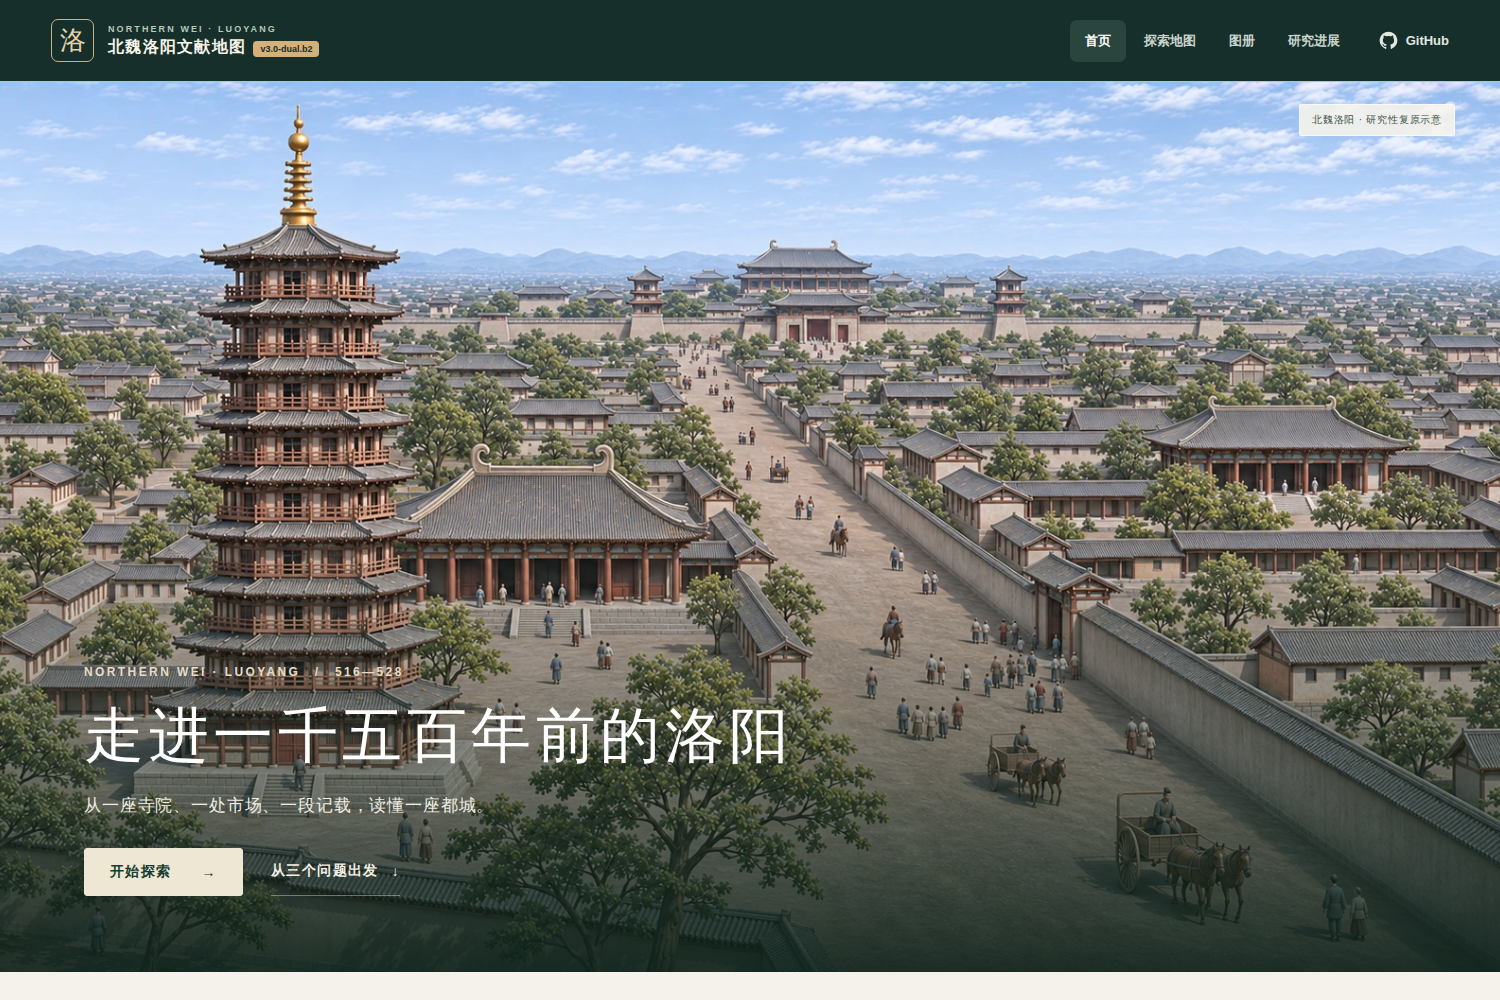 洛
NORTHERN WEI · LUOYANG
北魏洛阳文献地图 v3.0-dual.b2
首页 探索地图 图册 研究进展 GitHub
北魏洛阳 · 研究性复原示意
NORTHERN WEI · LUOYANG / 516—528
走进一千五百年前的洛阳
从一座寺院、一处市场、一段记载，读懂一座都城。
开始探索 →
从三个问题出发 ↓